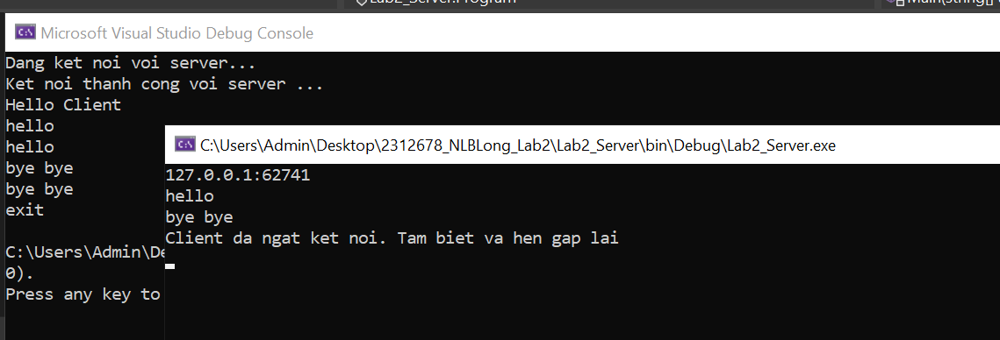 Lab2_Server.Program
Main(string[]
Microsoft Visual Studio Debug Console
Dang ket noi voi server...
Ket noi thanh cong voi server ...
Hello Client
hello
hello
bye bye
bye bye
exit
C:\Users\Admin\De
0).
Press any key to
C:\Users\Admin\Desktop\2312678_NLBLong_Lab2\Lab2_Server\bin\Debug\Lab2_Server.exe
127.0.0.1:62741
hello
bye bye
Client da ngat ket noi. Tam biet va hen gap lai